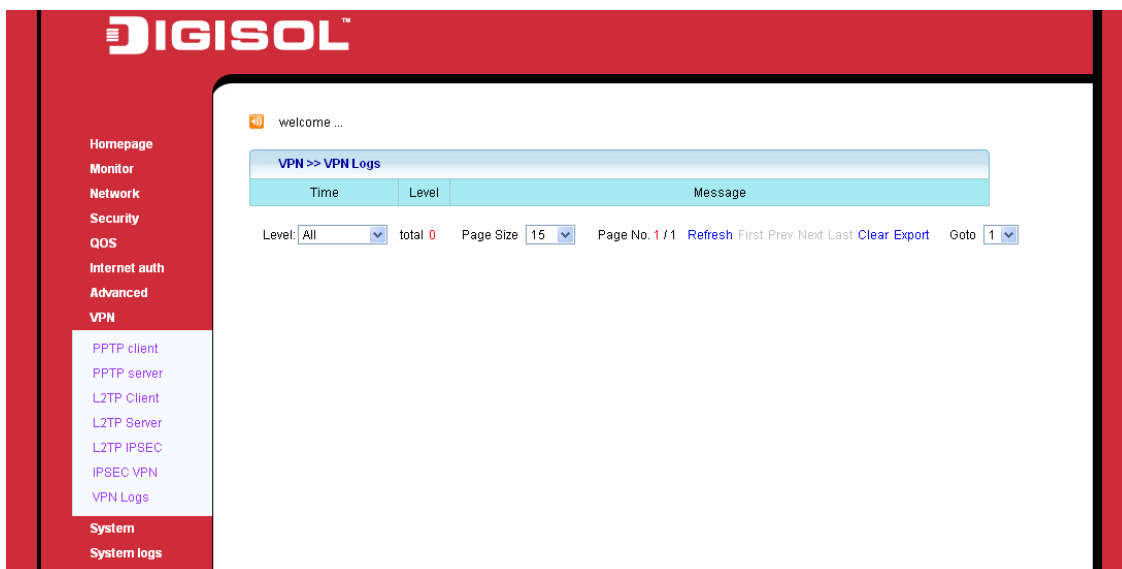 DIGISOL™
welcome ...
Homepage
Monitor
Network
Security
QOS
Internet auth
Advanced
VPN
PPTP client
PPTP server
L2TP Client
L2TP Server
L2TP IPSEC
IPSEC VPN
VPN Logs
System
System logs
VPN >> VPN Logs
Time Level Message
Level: All total 0 Page Size 15 Page No. 1 / 1 Refresh First Prev Next Last Clear Export Goto 1